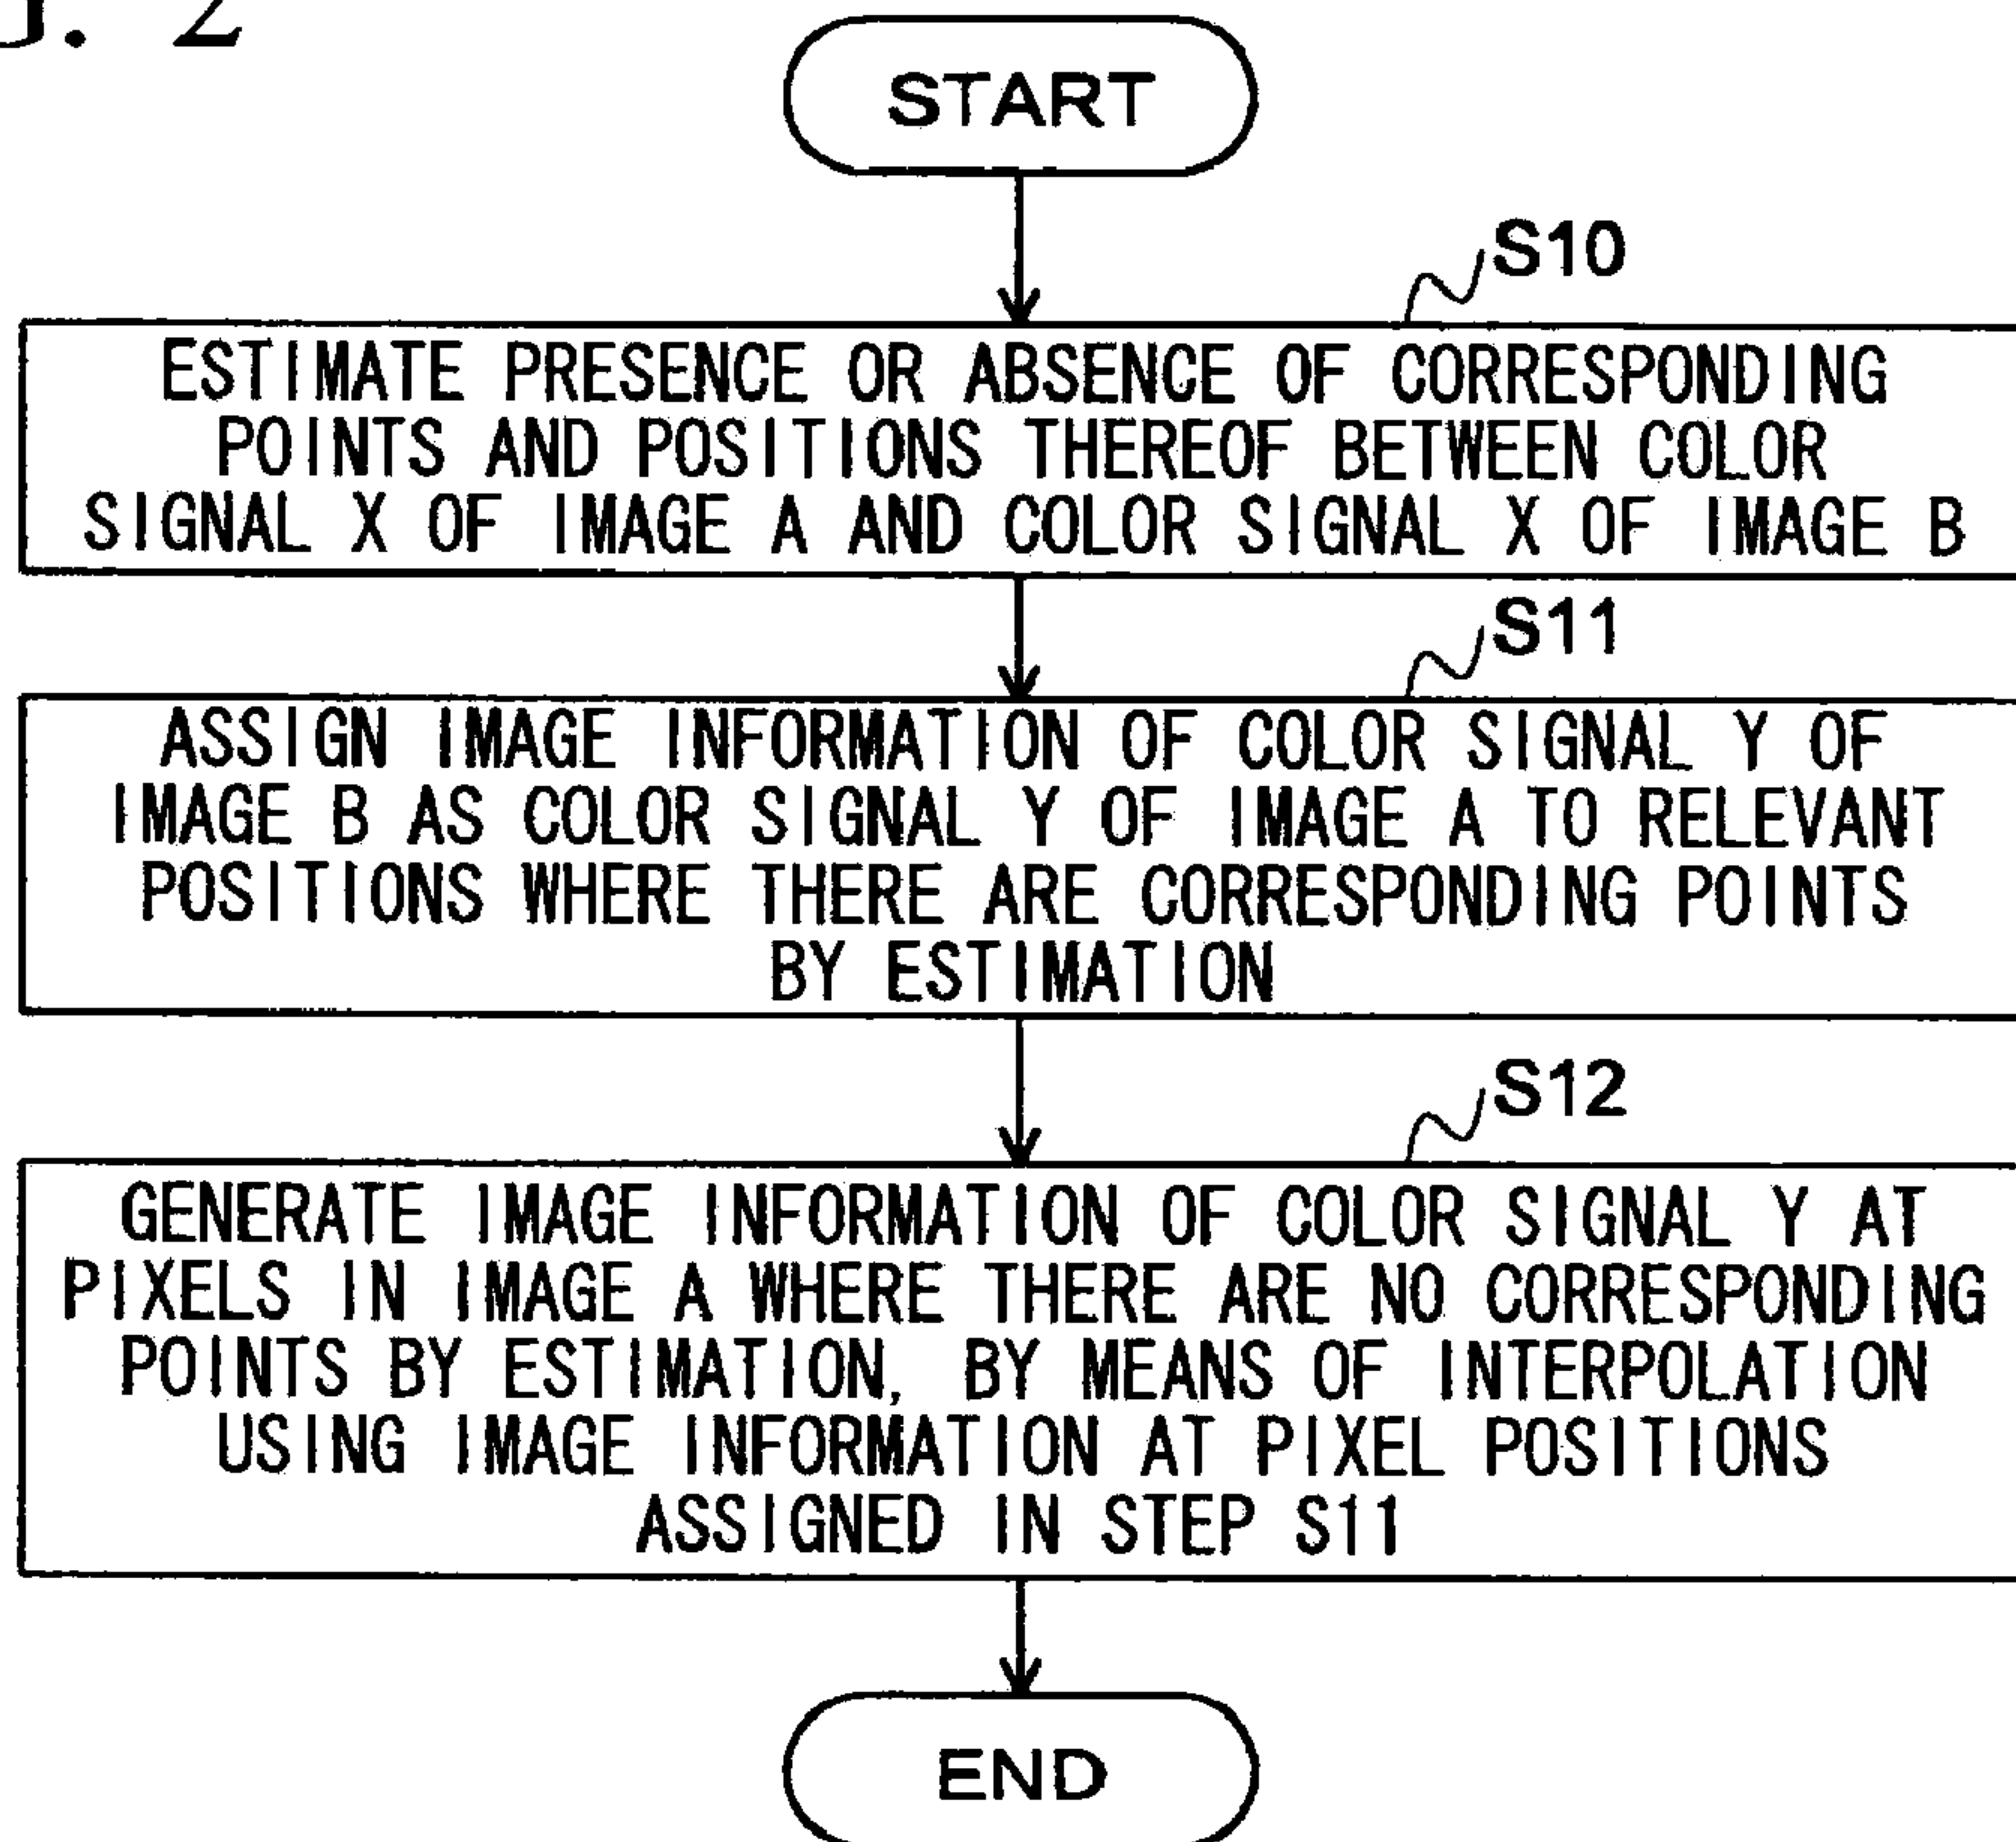 . 2
START
S10
ESTIMATE PRESENCE OR ABSENCE OF CORRESPONDING
POINTS AND POSITIONS THEREOF BETWEEN COLOR
SIGNAL X OF IMAGE A AND COLOR SIGNAL X OF IMAGE B
S11
ASSIGN IMAGE INFORMATION OF COLOR SIGNAL Y OF
IMAGE B AS COLOR SIGNAL Y OF IMAGE A TO RELEVANT
POSITIONS WHERE THERE ARE CORRESPONDING POINTS
BY ESTIMATION
S12
GENERATE IMAGE INFORMATION OF COLOR SIGNAL Y AT
PIXELS IN IMAGE A WHERE THERE ARE NO CORRESPONDING
POINTS BY ESTIMATION, BY MEANS OF INTERPOLATION
USING IMAGE INFORMATION AT PIXEL POSITIONS
ASSIGNED IN STEP S11
END